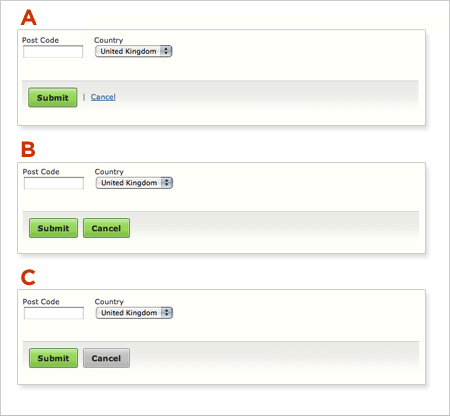 A
Post Code Country
United Kingdom
Submit | Cancel
B
Post Code Country
United Kingdom
Submit Cancel
C
Post Code Country
United Kingdom
Submit Cancel